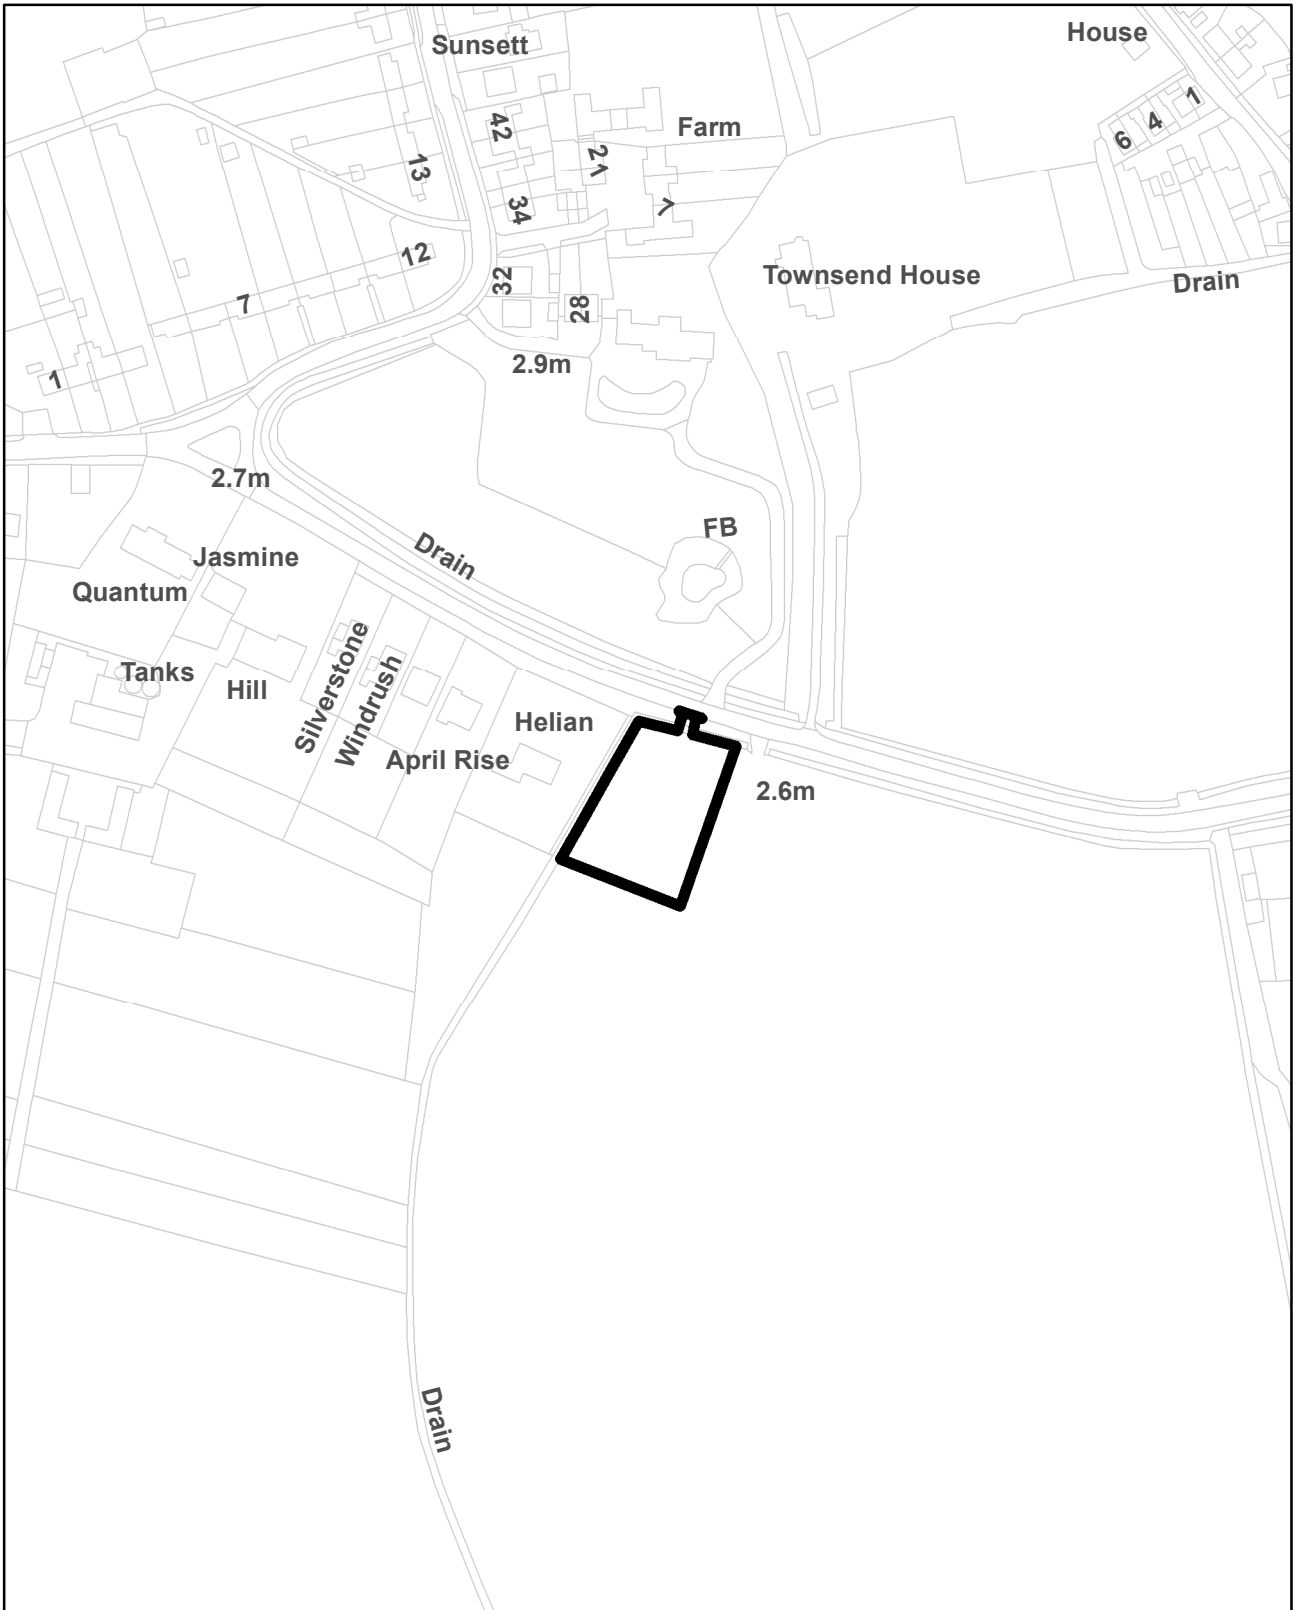 Sunsett
House
42
Farm
1
4
6
21
13
34
7
12
32
Townsend House
Drain
7
28
2.9m
1
2.7m
FB
Drain
Jasmine
Quantum
Silverstone
Windrush
Tanks
Hill
Helian
April Rise
2.6m
Drain